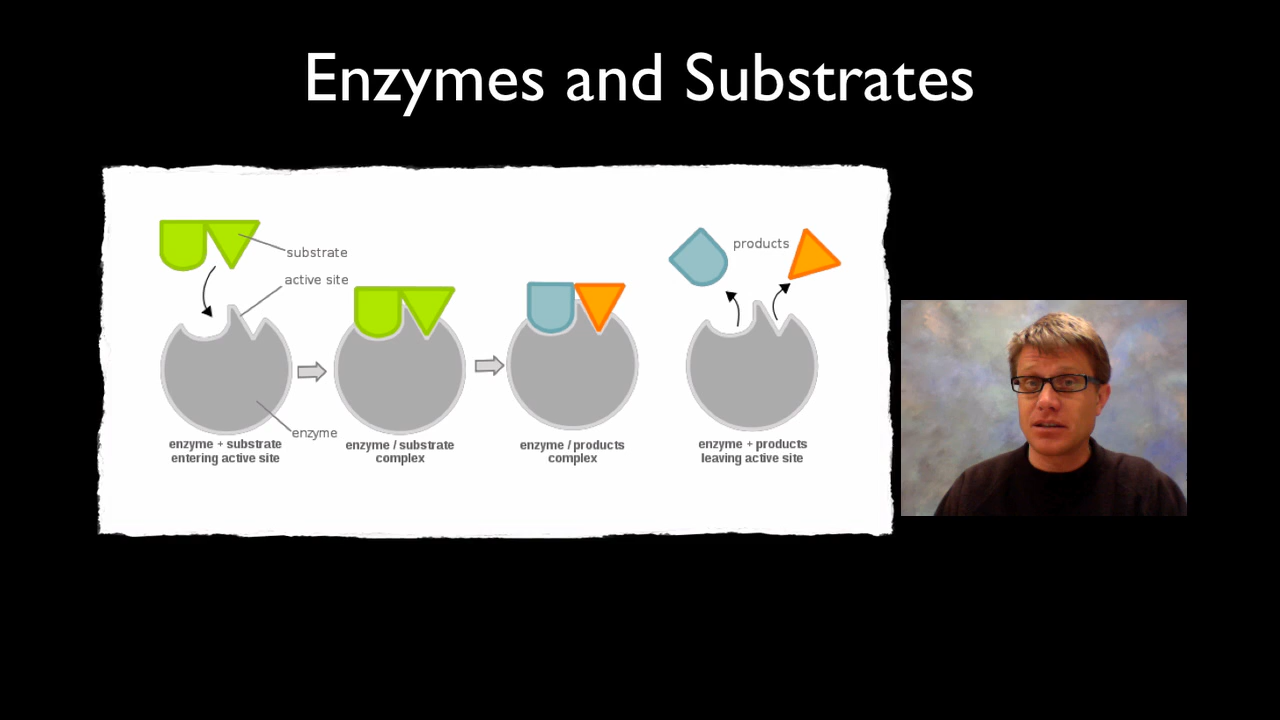 Enzymes and Substrates
substrate
active site
enzyme
enzyme + substrate
entering active site
enzyme / substrate
complex
enzyme / products
complex
products
enzyme + products
leaving active site